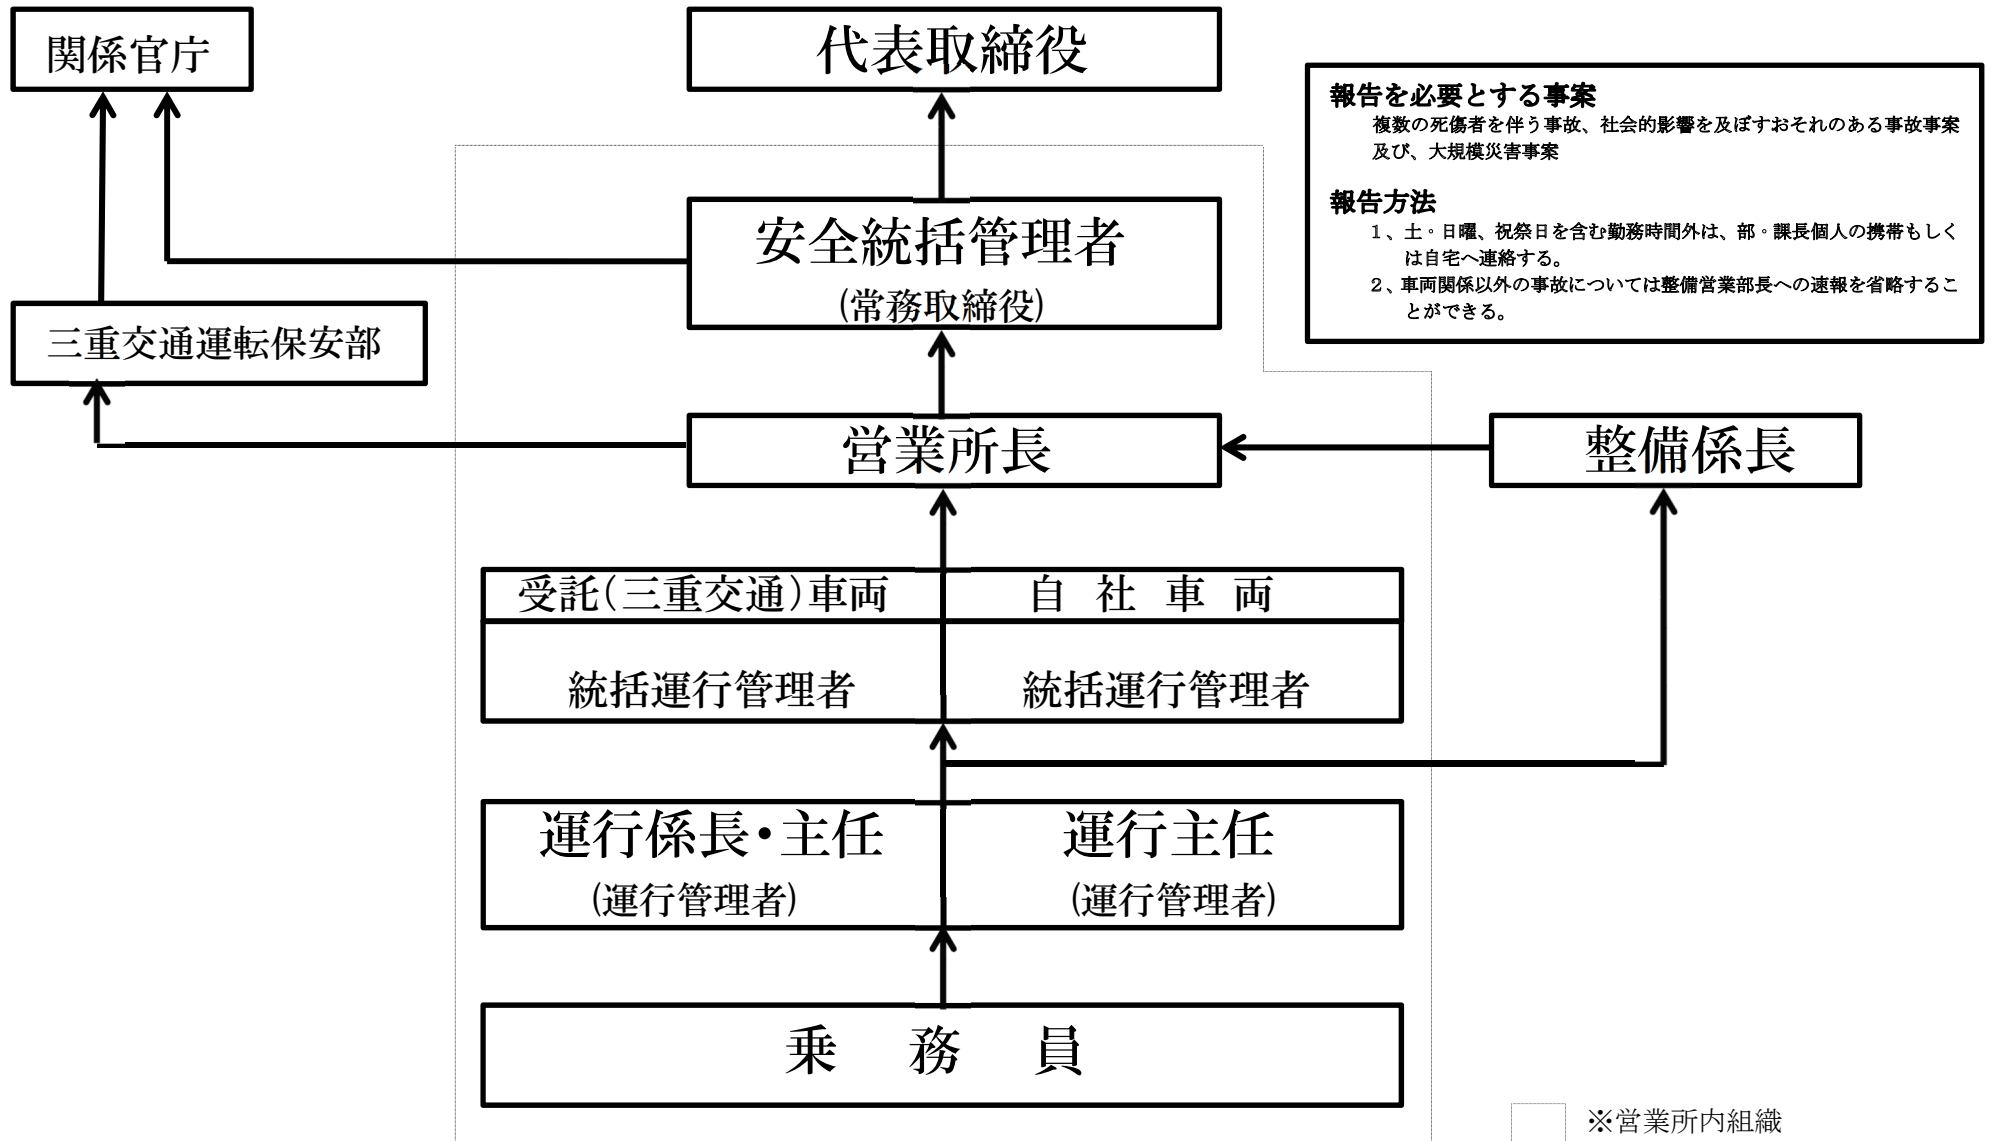 関係官庁
代表取締役
報告を必要とする事案
複数の死傷者を伴う事故、社会的影響を及ぼすおそれのある事故事案
及び、大規模災害事案
報告方法
1、土・日曜、祝祭日を含む勤務時間外は、部・課長個人の携帯もしく
は自宅へ連絡する。
2、車両関係以外の事故については整備営業部長への速報を省略するこ
とができる。
安全統括管理者
(常務取締役)
三重交通運転保安部
営業所長
整備係長
受託(三重交通)車両
自 社 車 両
統括運行管理者
統括運行管理者
運行係長・主任
(運行管理者)
運行主任
(運行管理者)
乗 務 員
※営業所内組織